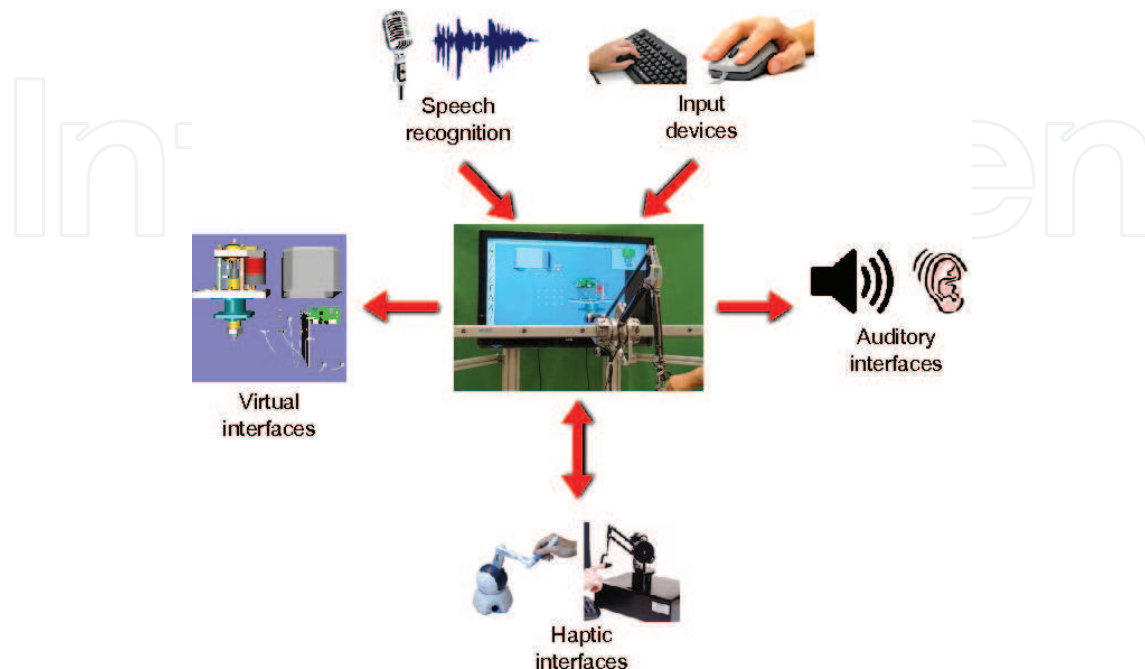 Speech
recognition
Input
devices
Auditory
interfaces
Virtual
interfaces
Haptic
interfaces